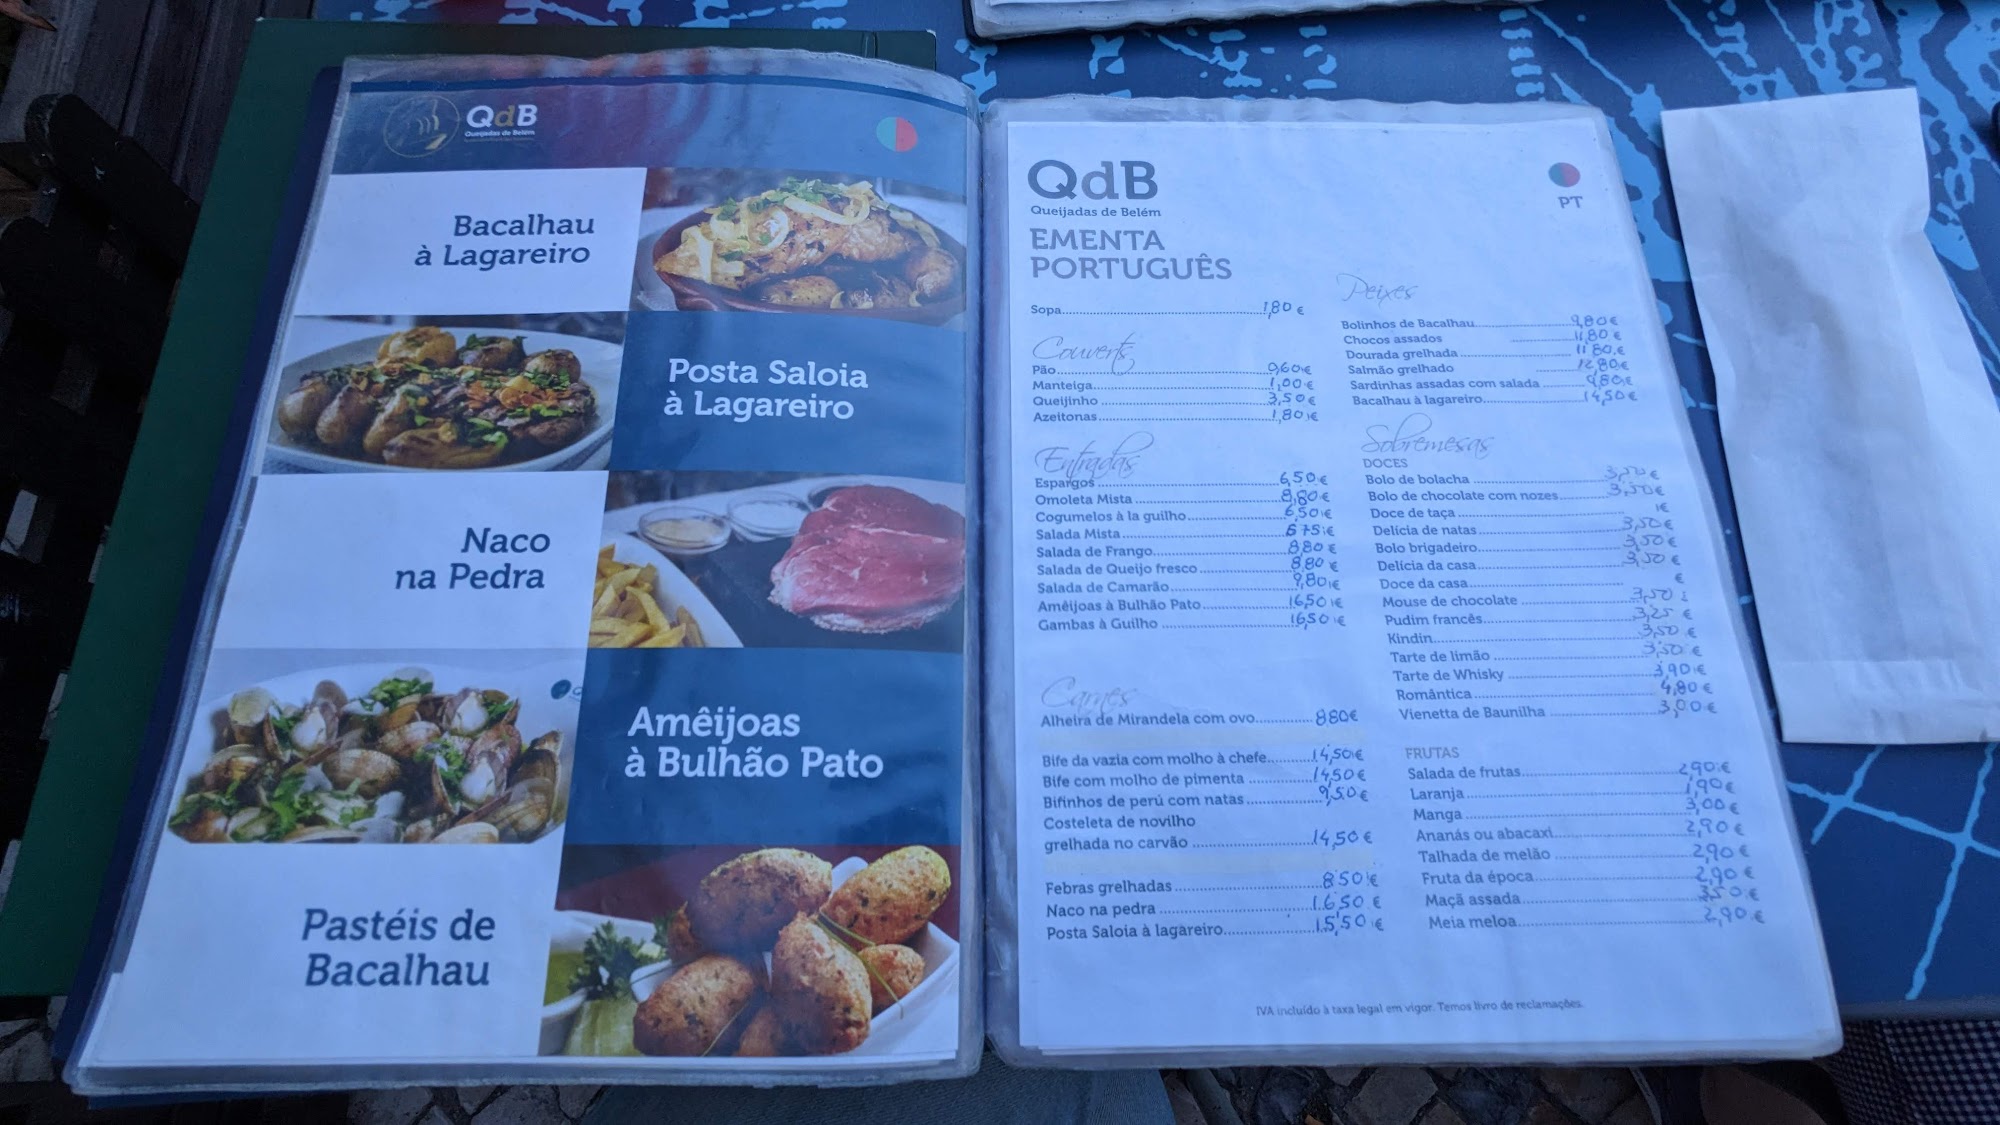 QdB
Queijadas de Belém
Bacalhau
à Lagareiro
Posta Saloia
à Lagareiro
Naco
na Pedra
Amêijoas
à Bulhão Pato
Pastéis de
Bacalhau
QdB
Queijadas de Belém
PT
EMENTA
PORTUGUÊS
Sopa 1,80 €
Couverts
Pão 0,60 €
Manteiga 1,00 €
Queijinho 3,50 €
Azeitonas 1,80 €
Entradas
Espargos 6,50 €
Omoleta Mista 8,80 €
Cogumelos à la guilho 6,50 €
Salada Mista 6 75 €
Salada de Frango 8,80 €
Salada de Queijo fresco 8,80 €
Salada de Camarão 9,80 €
Amêijoas à Bulhão Pato 16,50 €
Gambas à Guilho 16,50 €
Carnes
Alheira de Mirandela com ovo 8 80€
Bife da vazia com molho à chefe 14,50 €
Bife com molho de pimenta 14,50 €
Bifinhos de perú com natas 9,50 €
Costeleta de novilho
grelhada no carvão 14,50 €
Febras grelhadas 8 50 €
Naco na pedra 16 50 €
Posta Saloia à lagareiro 15,50 €
Peixes
Bolinhos de Bacalhau 9,80 €
Chocos assados 11,80 €
Dourada grelhada 11,80 €
Salmão grelhado 12,80 €
Sardinhas assadas com salada 9,80 €
Bacalhau à lagareiro 14,50 €
Sobremesas
DOCES
Bolo de bolacha 3,50 €
Bolo de chocolate com nozes 3,50 €
Doce de taça €
Delícia de natas 3,50 €
Bolo brigadeiro 3,50 €
Delícia da casa 3,50 €
Doce da casa €
Mouse de chocolate 3,50
Pudim francês 3,25 €
Kindin 3,50 €
Tarte de limão 3,50 €
Tarte de Whisky 3,90 €
Romântica 4,80 €
Vienetta de Baunilha 3,00 €
FRUTAS
Salada de frutas 2,90 €
Laranja 1,90 €
Manga 3,00 €
Ananás ou abacaxi 2,90 €
Talhada de melão 2,90 €
Fruta da época 2,90 €
Maçã assada 3,50 €
Meia meloa 2,90 €
IVA incluído à taxa legal em vigor. Temos livro de reclamações.